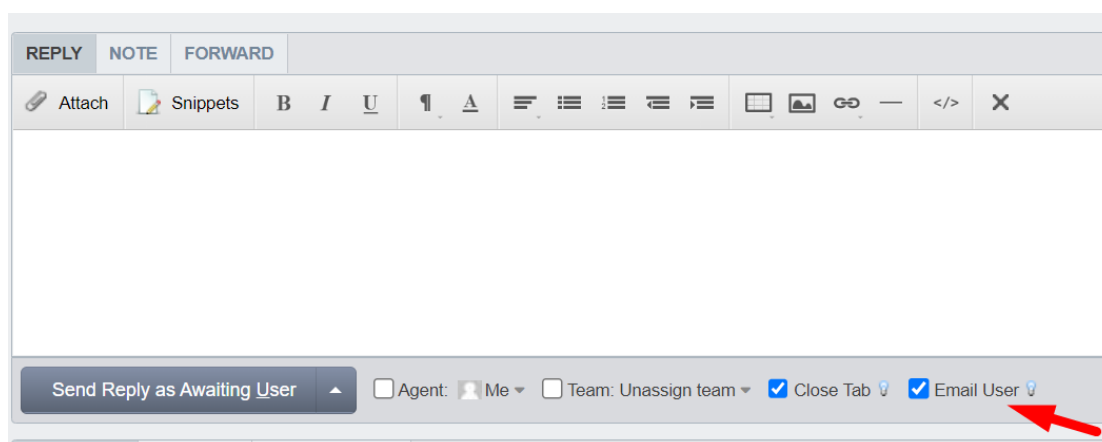 REPLY NOTE FORWARD
Attach Snippets B I U ¶ A </>
Send Reply as Awaiting User Agent: Me Team: Unassign team Close Tab Email User